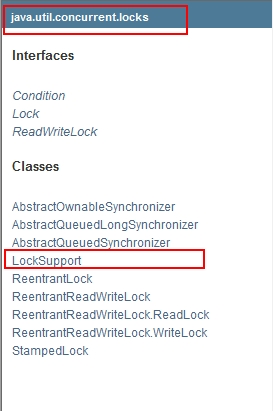 java.util.concurrent.locks
Interfaces
Condition
Lock
ReadWriteLock
Classes
AbstractOwnableSynchronizer
AbstractQueuedLongSynchronizer
AbstractQueuedSynchronizer
LockSupport
ReentrantLock
ReentrantReadWriteLock
ReentrantReadWriteLock.ReadLock
ReentrantReadWriteLock.WriteLock
StampedLock